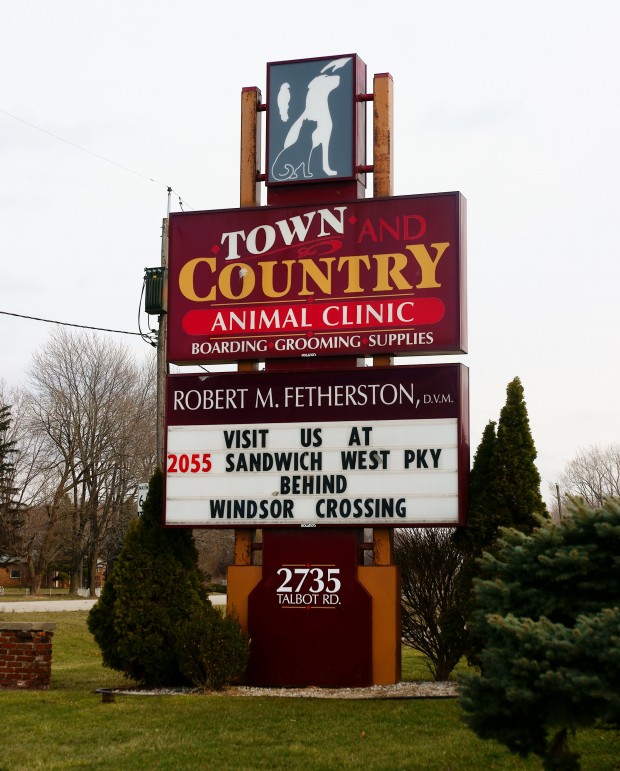 TOWN AND
COUNTRY
ANIMAL CLINIC
BOARDING GROOMING SUPPLIES
ROBERT M. FETHERSTON, D.V.M.
VISIT US AT
2055 SANDWICH WEST PKY
BEHIND
WINDSOR CROSSING
2735
TALBOT RD.